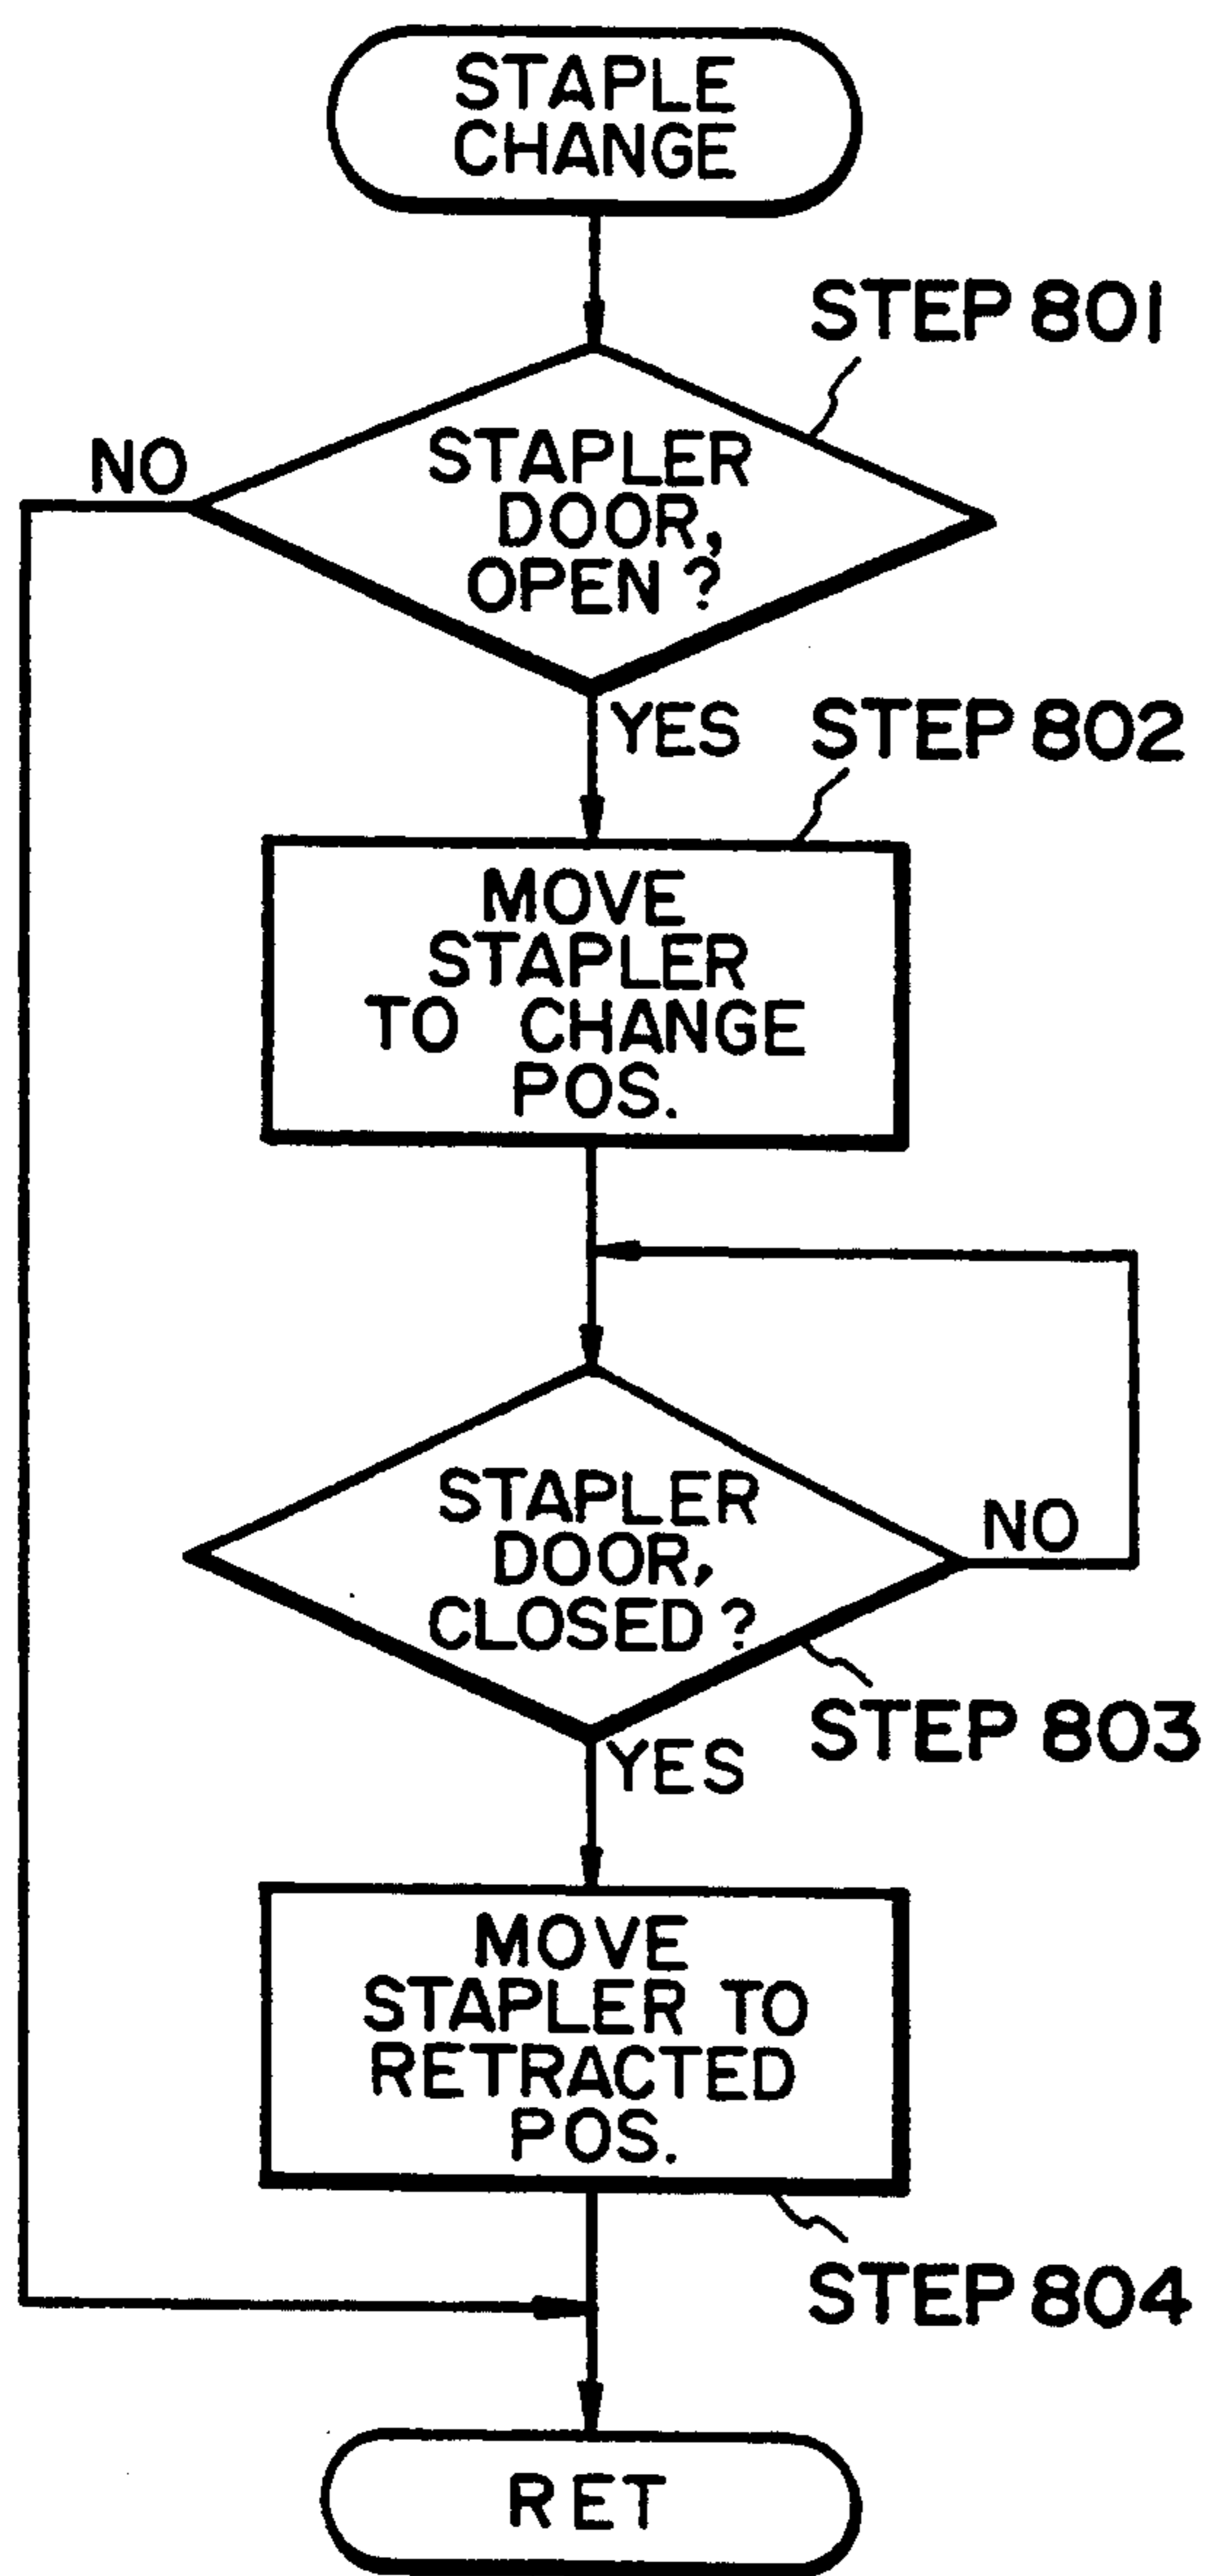 STAPLE
CHANGE
STEP 801
NO
STAPLER
DOOR,
OPEN ?
YES
STEP 802
MOVE
STAPLER
TO CHANGE
POS.
STAPLER
DOOR,
CLOSED ?
NO
STEP 803
YES
MOVE
STAPLER TO
RETRACTED
POS.
STEP 804
RET